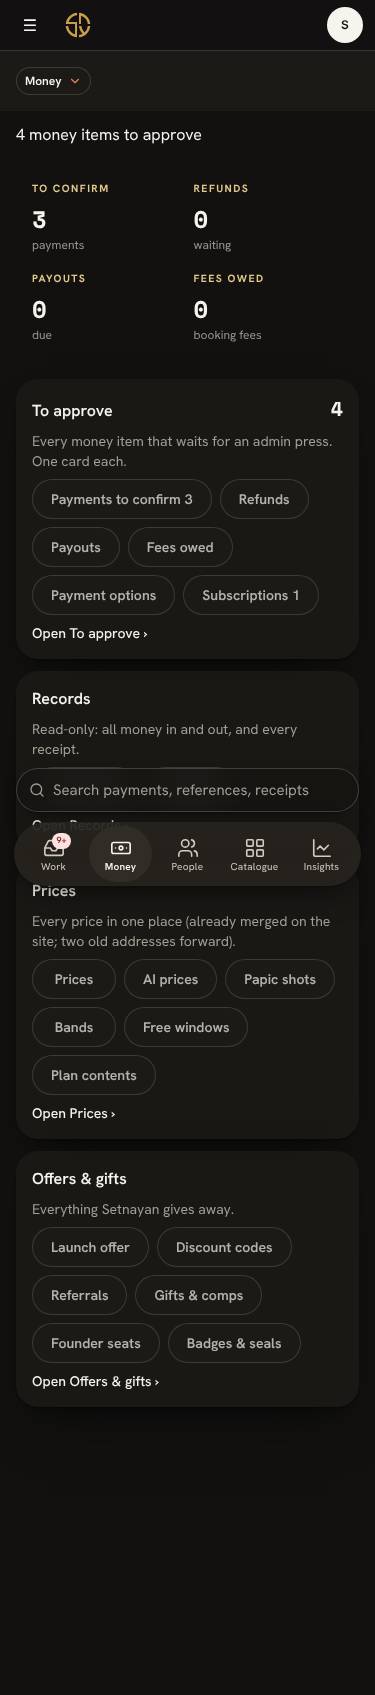 S
Money
4 money items to approve
TO CONFIRM
3
payments
REFUNDS
0
waiting
PAYOUTS
0
due
FEES OWED
0
booking fees
To approve
4
Every money item that waits for an admin press.
One card each.
Payments to confirm 3
Refunds
Payouts
Fees owed
Payment options
Subscriptions 1
Open To approve ›
Records
Read-only: all money in and out, and every
receipt.
Search payments, references, receipts
Open Records
9+
Work
Money
People
Catalogue
Insights
Prices
Every price in one place (already merged on the
site; two old addresses forward).
Prices
AI prices
Papic shots
Bands
Free windows
Plan contents
Open Prices ›
Offers & gifts
Everything Setnayan gives away.
Launch offer
Discount codes
Referrals
Gifts & comps
Founder seats
Badges & seals
Open Offers & gifts ›